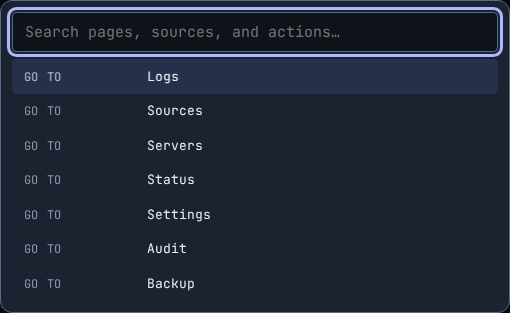 Search pages, sources, and actions…
GO TO Logs
GO TO Sources
GO TO Servers
GO TO Status
GO TO Settings
GO TO Audit
GO TO Backup